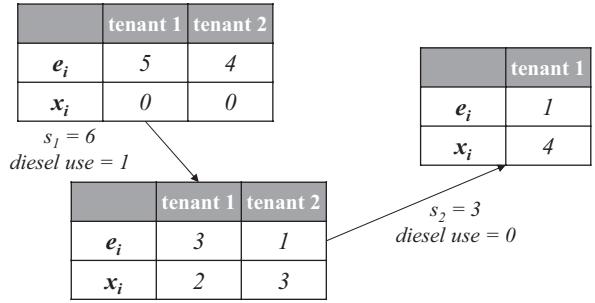 tenant 1 tenant 2
e_i 5 4
x_i 0 0
s_1 = 6
diesel use = 1
tenant 1 tenant 2
e_i 3 1
x_i 2 3
tenant 1
e_i 1
x_i 4
s_2 = 3
diesel use = 0